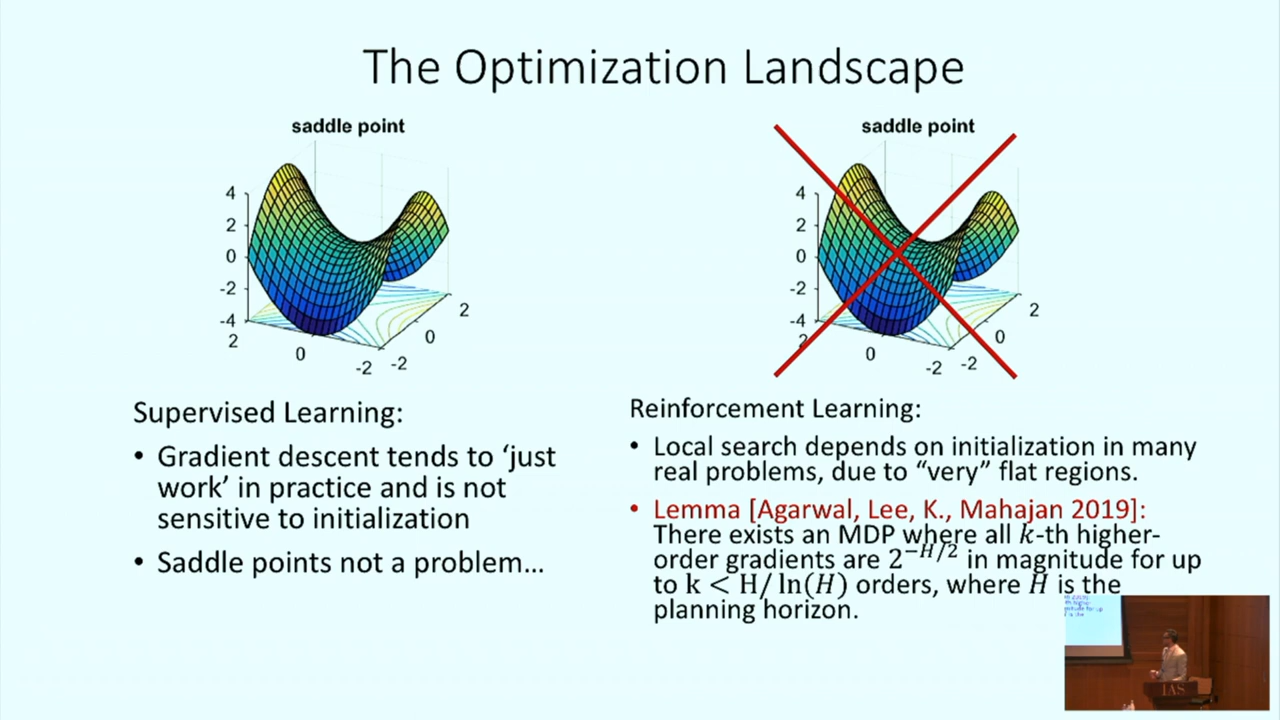 The Optimization Landscape
saddle point
4
2
0
-2
-4
2
0
-2
-2
0
2
saddle point
4
2
0
-2
-4
2
0
-2
-2
0
2
Supervised Learning:
• Gradient descent tends to ‘just
work’ in practice and is not
sensitive to initialization
• Saddle points not a problem…
Reinforcement Learning:
• Local search depends on initialization in many
real problems, due to “very” flat regions.
• Lemma [Agarwal, Lee, K., Mahajan 2019]:
There exists an MDP where all k-th higher-
order gradients are 2^{−H/2} in magnitude for up
to k < H/ ln(H) orders, where H is the
planning horizon.
IAS